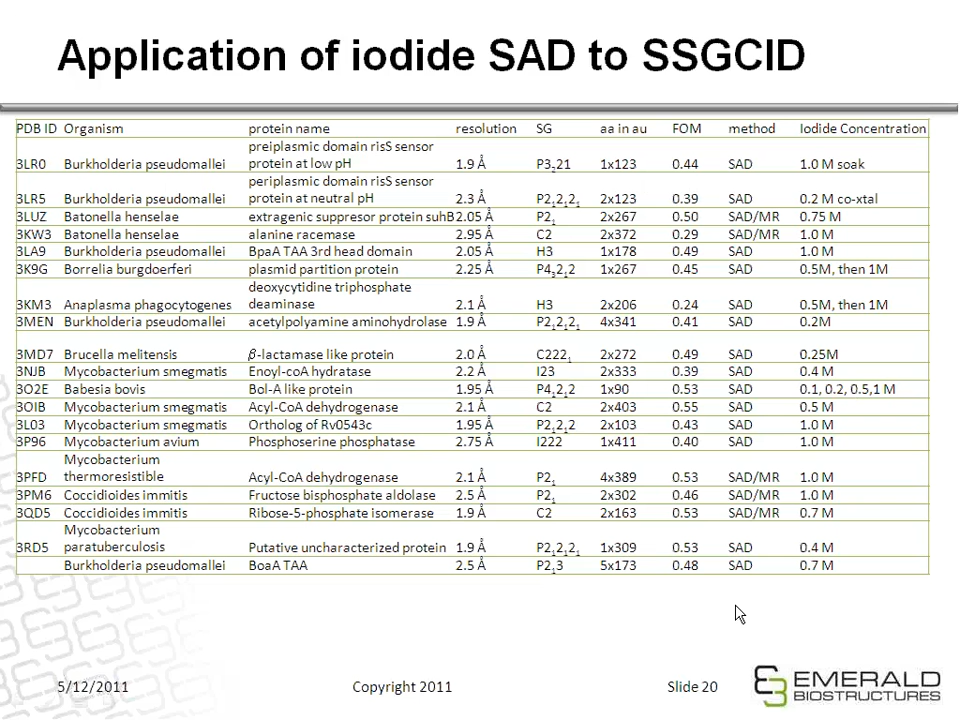 Application of iodide SAD to SSGCID
PDB ID Organism protein name resolution SG aa in au FOM method Iodide Concentration
preiplasmic domain risS sensor
3LR0 Burkholderia pseudomallei protein at low pH 1.9 Å P3₂21 1x123 0.44 SAD 1.0 M soak
periplasmic domain risS sensor
3LR5 Burkholderia pseudomallei protein at neutral pH 2.3 Å P2₁2₁2₁ 2x123 0.39 SAD 0.2 M co-xtal
3LUZ Batonella henselae extragenic suppresor protein suhB 2.05 Å P2₁ 2x267 0.50 SAD/MR 0.75 M
3KW3 Batonella henselae alanine racemase 2.95 Å C2 2x372 0.29 SAD/MR 1.0 M
3LA9 Burkholderia pseudomallei BpaA TAA 3rd head domain 2.05 Å H3 1x178 0.49 SAD 1.0 M
3K9G Borrelia burgdoerferi plasmid partition protein 2.25 Å P4₃2₁2 1x267 0.45 SAD 0.5M, then 1M
deoxycytidine triphosphate
3KM3 Anaplasma phagocytogenes deaminase 2.1 Å H3 2x206 0.24 SAD 0.5M, then 1M
3MEN Burkholderia pseudomallei acetylpolyamine aminohydrolase 1.9 Å P2₁2₁2₁ 4x341 0.41 SAD 0.2M
3MD7 Brucella melitensis β-lactamase like protein 2.0 Å C222₁ 2x272 0.49 SAD 0.25M
3NJB Mycobacterium smegmatis Enoyl-coA hydratase 2.2 Å I23 2x333 0.39 SAD 0.4 M
3O2E Babesia bovis Bol-A like protein 1.95 Å P4₁2₁2 1x90 0.53 SAD 0.1, 0.2, 0.5,1 M
3OIB Mycobacterium smegmatis Acyl-CoA dehydrogenase 2.1 Å C2 2x403 0.55 SAD 0.5 M
3L03 Mycobacterium smegmatis Ortholog of Rv0543c 1.95 Å P2₁2₁2 2x103 0.43 SAD 1.0 M
3P96 Mycobacterium avium Phosphoserine phosphatase 2.75 Å I222 1x411 0.40 SAD 1.0 M
Mycobacterium
3PFD thermoresistible Acyl-CoA dehydrogenase 2.1 Å P2₁ 4x389 0.53 SAD/MR 1.0 M
3PM6 Coccidioides immitis Fructose bisphosphate aldolase 2.5 Å P2₁ 2x302 0.46 SAD/MR 1.0 M
3QD5 Coccidioides immitis Ribose-5-phosphate isomerase 1.9 Å C2 2x163 0.53 SAD/MR 0.7 M
Mycobacterium
3RD5 paratuberculosis Putative uncharacterized protein 1.9 Å P2₁2₁2₁ 1x309 0.53 SAD 0.4 M
Burkholderia pseudomallei BoaA TAA 2.5 Å P2₁3 5x173 0.48 SAD 0.7 M
5/12/2011 Copyright 2011 Slide 20
EMERALD
BIOSTRUCTURES